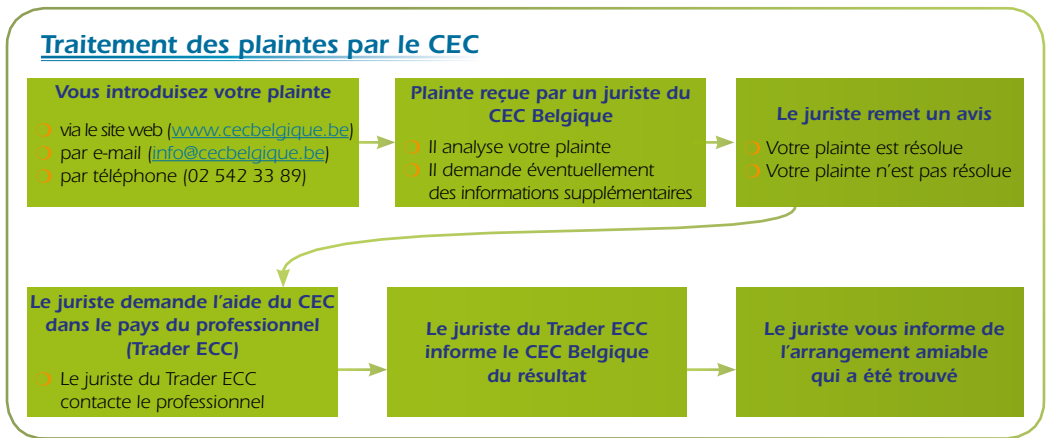 Traitement des plaintes par le CEC
Vous introduisez votre plainte
via le site web (www.cecbelgique.be)
par e-mail (info@cecbelgique.be)
par téléphone (02 542 33 89)
Plainte reçue par un juriste du
CEC Belgique
Il analyse votre plainte
Il demande éventuellement
des informations supplémentaires
Le juriste remet un avis
Votre plainte est résolue
Votre plainte n’est pas résolue
Le juriste demande l’aide du CEC
dans le pays du professionnel
(Trader ECC)
Le juriste du Trader ECC
contacte le professionnel
Le juriste du Trader ECC
informe le CEC Belgique
du résultat
Le juriste vous informe de
l’arrangement amiable
qui a été trouvé